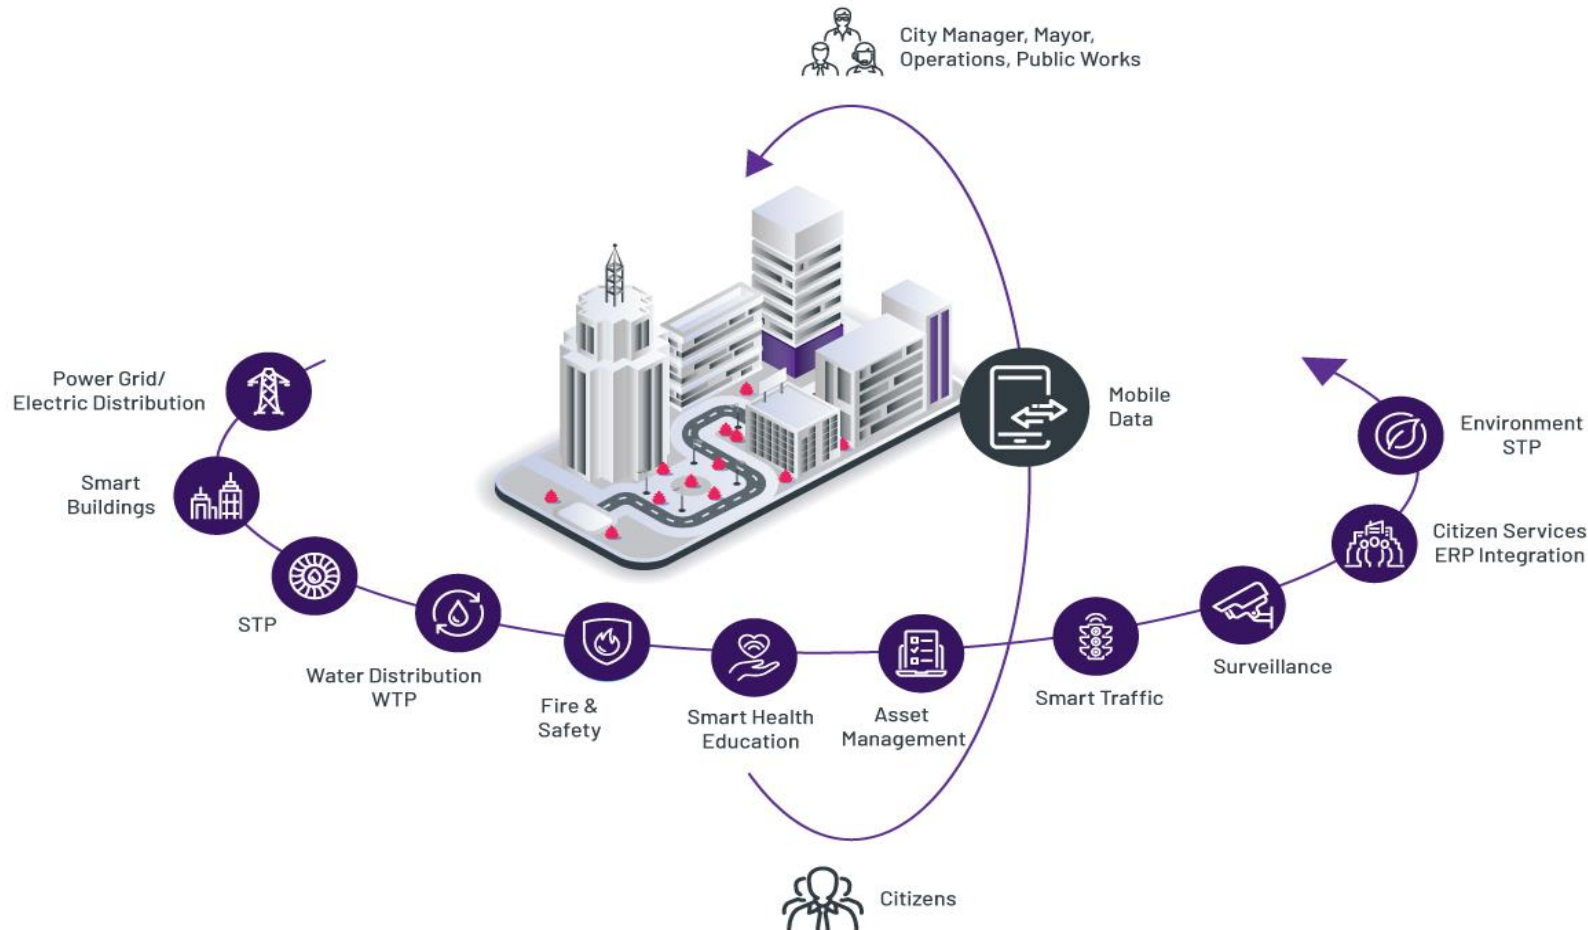 City Manager, Mayor,
Operations, Public Works
Power Grid/
Electric Distribution
Mobile
Data
Environment
STP
Smart
Buildings
Citizen Services
ERP Integration
STP
Water Distribution
WTP
Fire &
Safety
Smart Health
Education
Asset
Management
Smart Traffic
Surveillance
Citizens